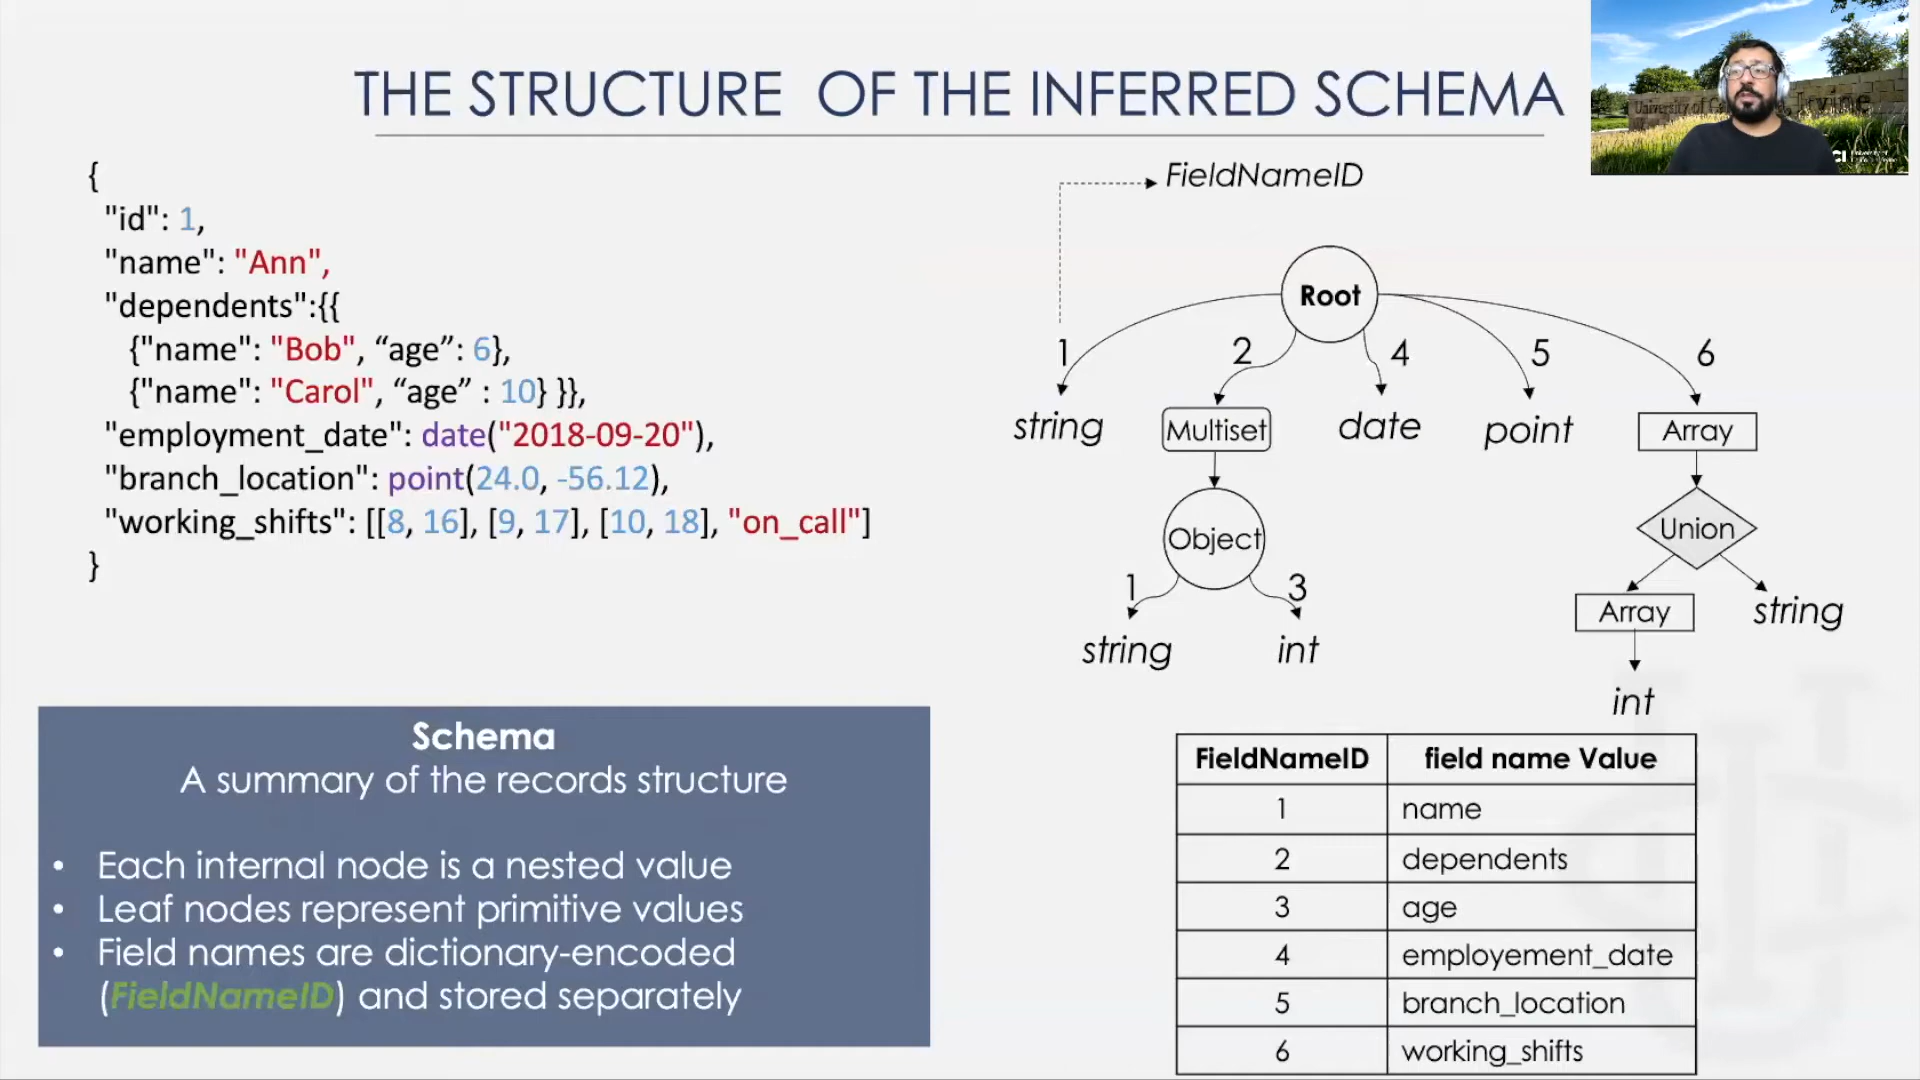 THE STRUCTURE OF THE INFERRED SCHEMA
{
"id": 1,
"name": "Ann",
"dependents":{{
{"name": "Bob", “age”: 6},
{"name": "Carol", “age” : 10} }},
"employment_date": date("2018-09-20"),
"branch_location": point(24.0, -56.12),
"working_shifts": [[8, 16], [9, 17], [10, 18], "on_call"]
}
Schema
A summary of the records structure
• Each internal node is a nested value
• Leaf nodes represent primitive values
• Field names are dictionary-encoded
(FieldNameID) and stored separately
FieldNameID
Root
1 2 4 5 6
string Multiset date point Array
Object Union
1 3
Array string
string int
int
FieldNameID field name Value
1 name
2 dependents
3 age
4 employement_date
5 branch_location
6 working_shifts
University of
Irvine